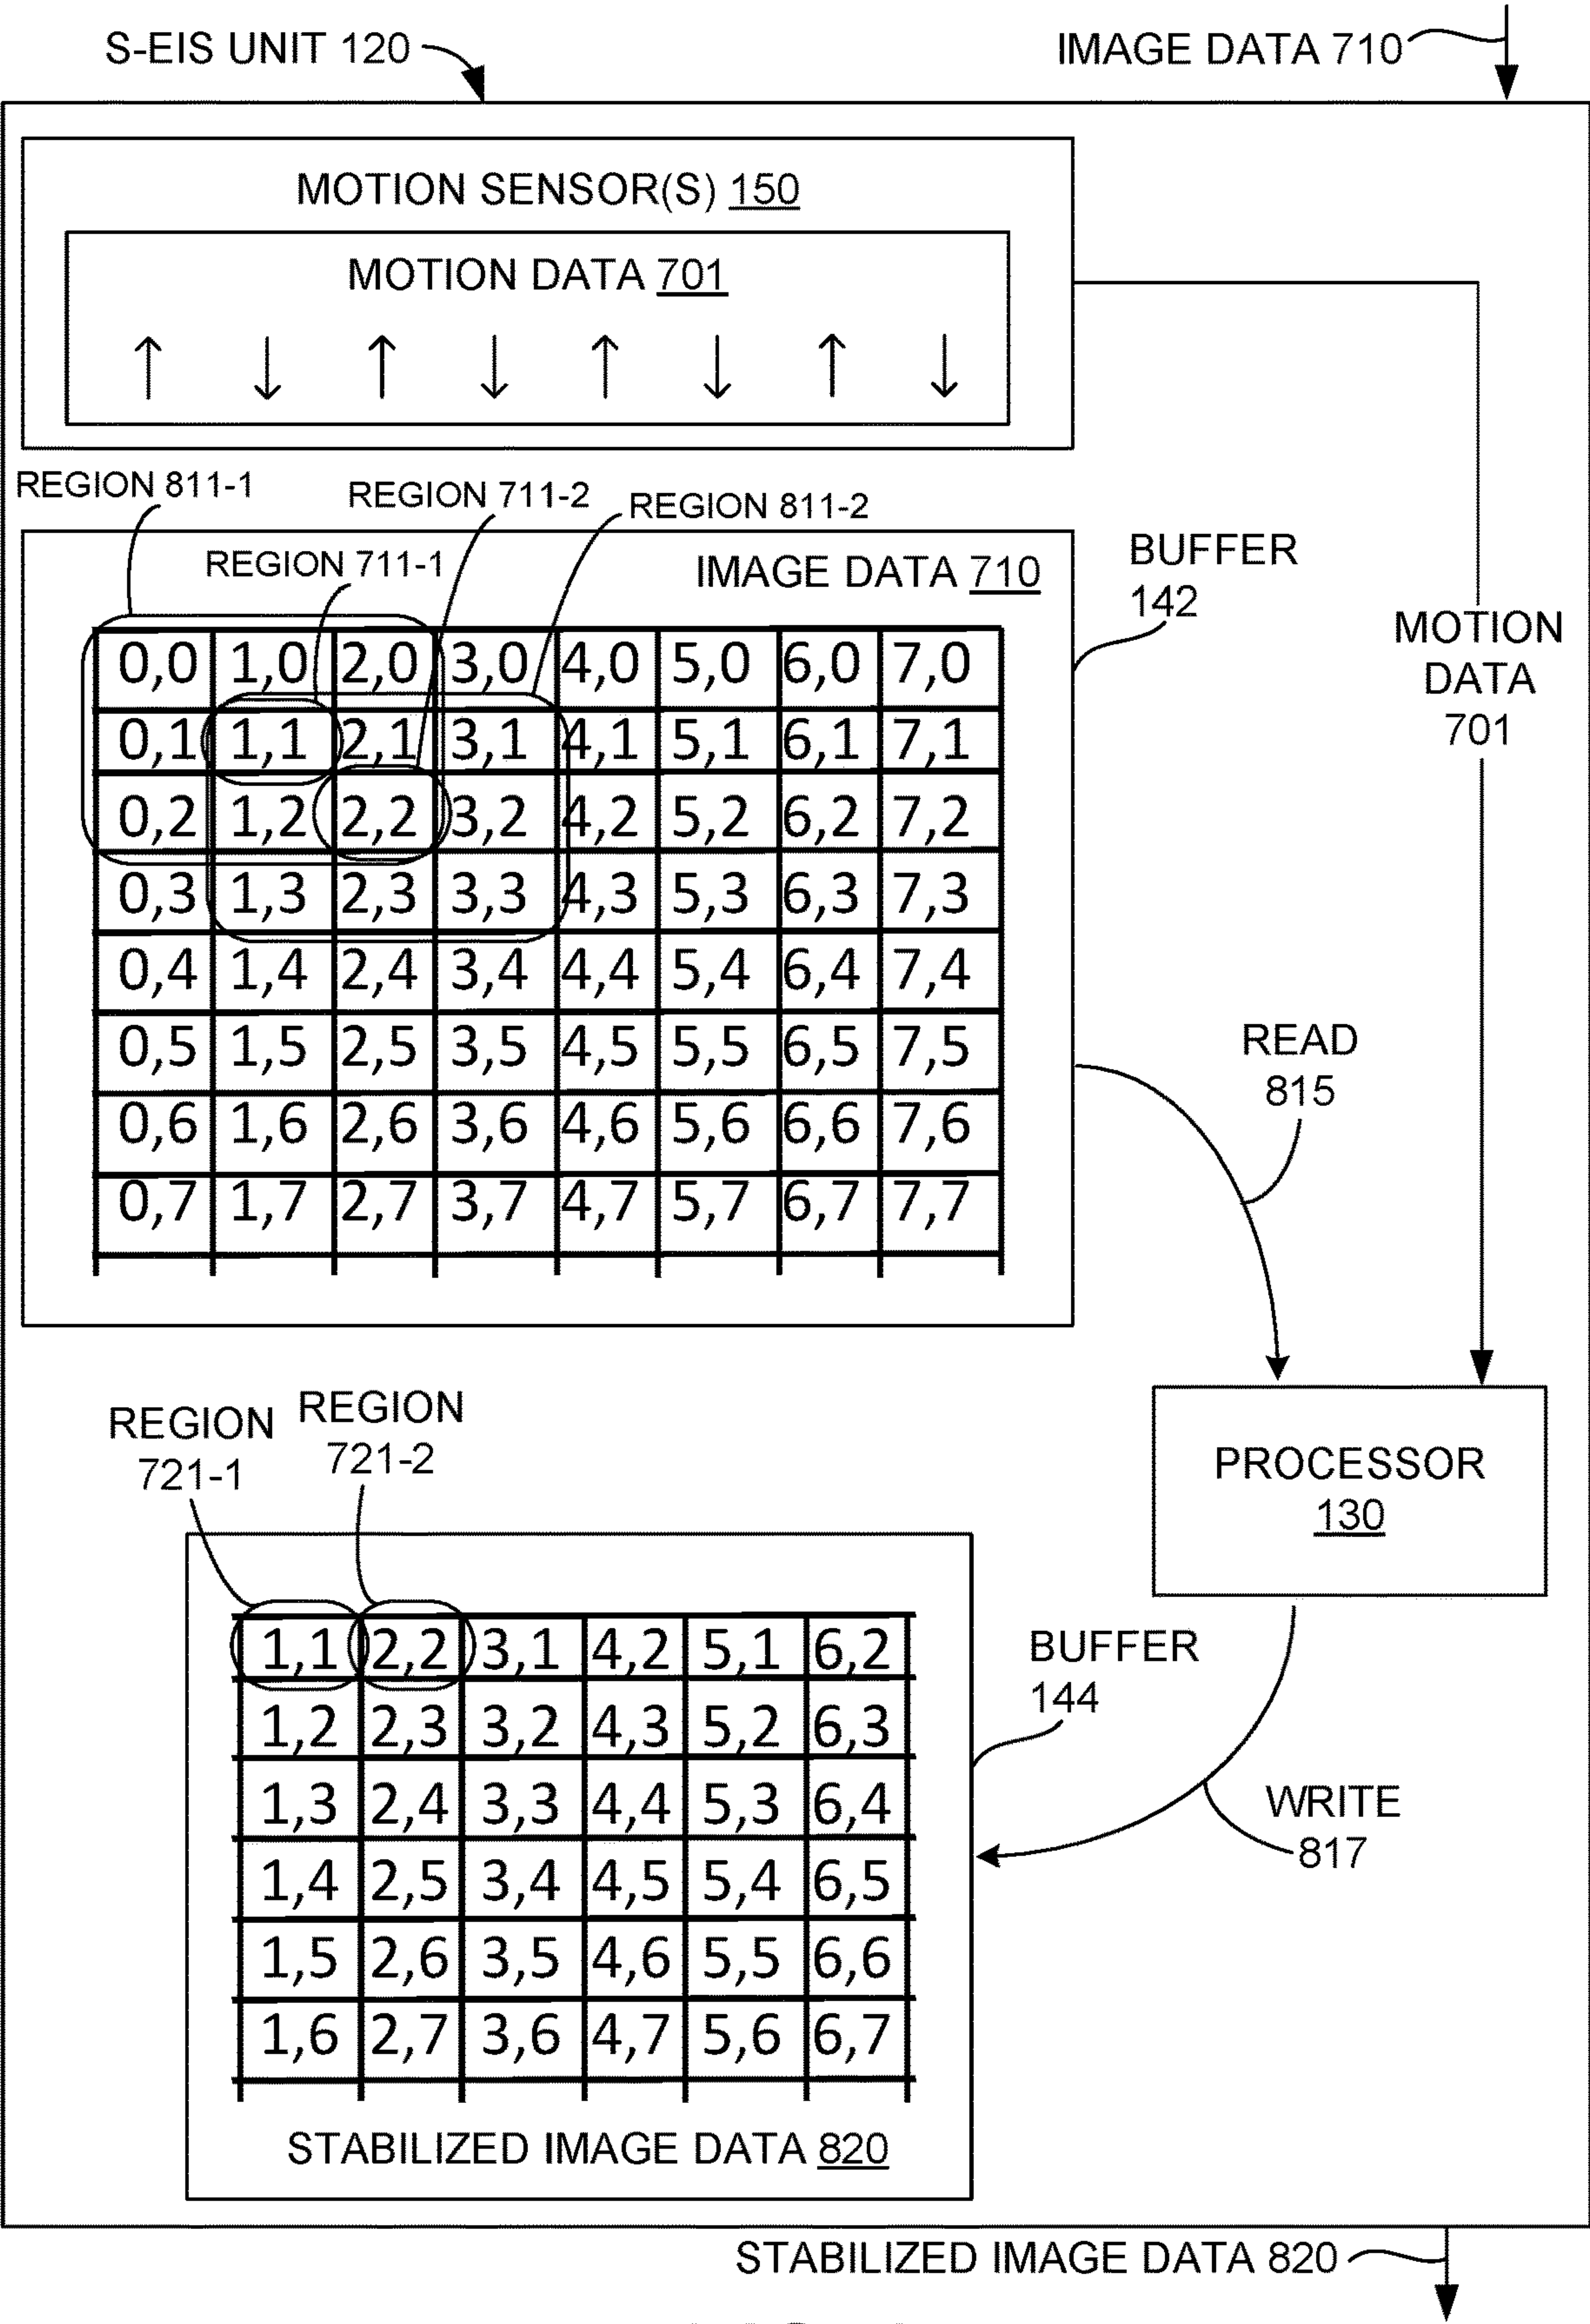 S-EIS UNIT 120
IMAGE DATA 710
MOTION SENSOR(S) 150
MOTION DATA 701
REGION 811-1
REGION 711-2
REGION 811-2
REGION 711-1
IMAGE DATA 710
BUFFER
142
MOTION
DATA
701
0,0 1,0 2,0 3,0 4,0 5,0 6,0 7,0
0,1 1,1 2,1 3,1 4,1 5,1 6,1 7,1
0,2 1,2 2,2 3,2 4,2 5,2 6,2 7,2
0,3 1,3 2,3 3,3 4,3 5,3 6,3 7,3
0,4 1,4 2,4 3,4 4,4 5,4 6,4 7,4
0,5 1,5 2,5 3,5 4,5 5,5 6,5 7,5
0,6 1,6 2,6 3,6 4,6 5,6 6,6 7,6
0,7 1,7 2,7 3,7 4,7 5,7 6,7 7,7
READ
815
REGION
721-1
REGION
721-2
PROCESSOR
130
1,1 2,2 3,1 4,2 5,1 6,2
1,2 2,3 3,2 4,3 5,2 6,3
1,3 2,4 3,3 4,4 5,3 6,4
1,4 2,5 3,4 4,5 5,4 6,5
1,5 2,6 3,5 4,6 5,5 6,6
1,6 2,7 3,6 4,7 5,6 6,7
BUFFER
144
WRITE
817
STABILIZED IMAGE DATA 820
STABILIZED IMAGE DATA 820